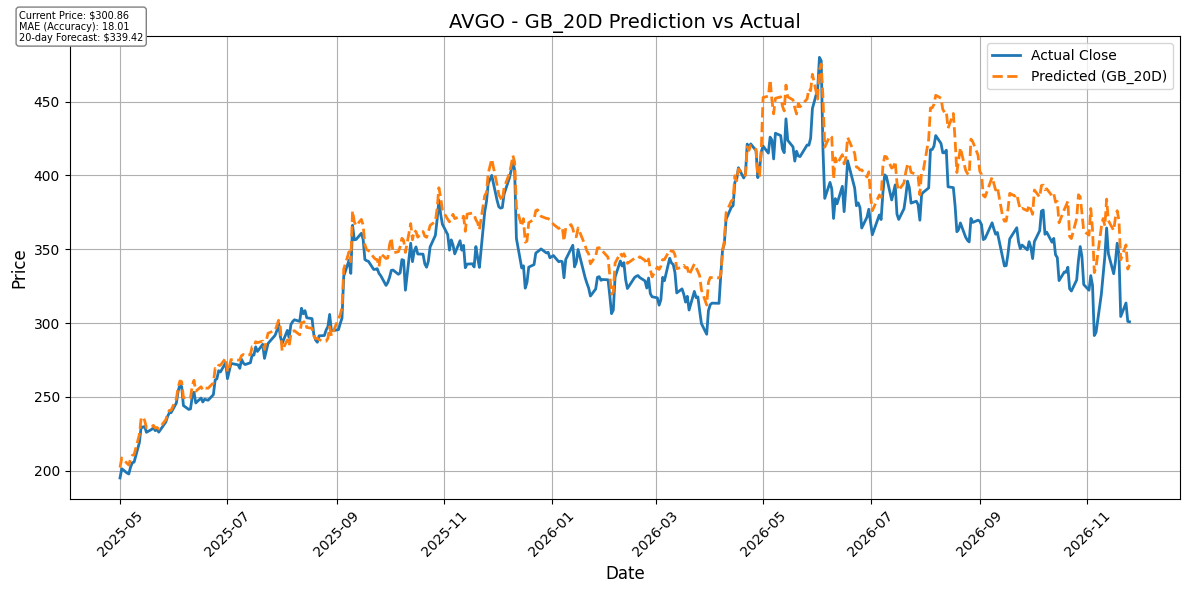 AVGO - GB_20D Prediction vs Actual
Current Price: $300.86
MAE (Accuracy): 18.01
20-day Forecast: $339.42
Actual Close
Predicted (GB_20D)
Price
450
400
350
300
250
200
2025-05
2025-07
2025-09
2025-11
2026-01
2026-03
2026-05
2026-07
2026-09
2026-11
Date